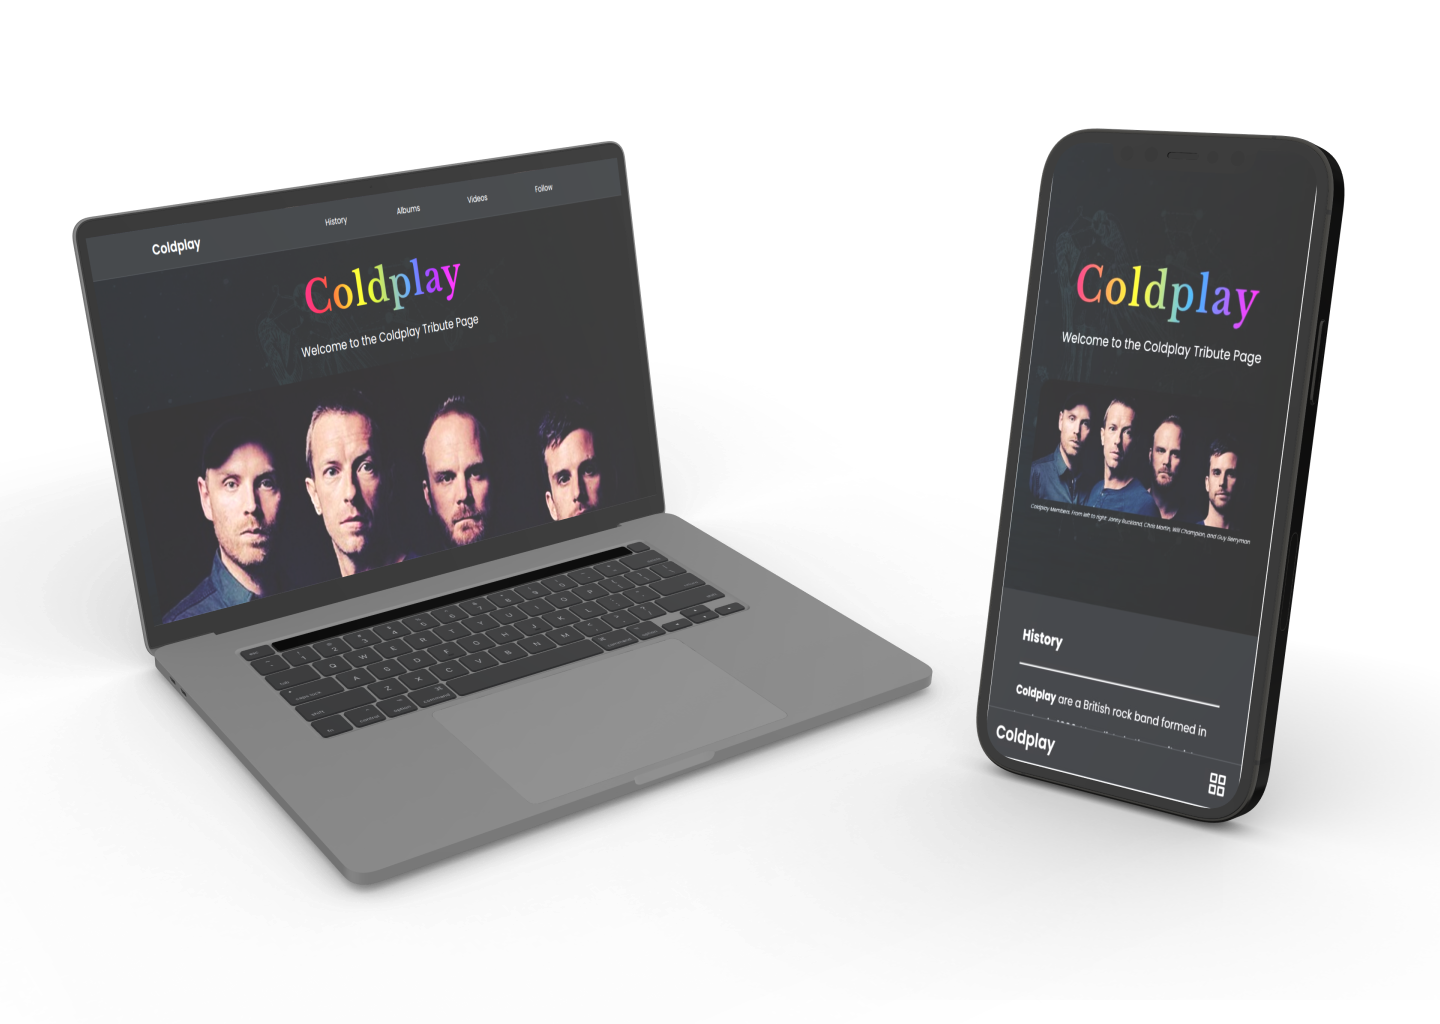 Coldplay
History
Albums
Videos
Follow
Coldplay
Welcome to the Coldplay Tribute Page
Coldplay
Welcome to the Coldplay Tribute Page
Coldplay Members. From left to right: Jonny Buckland, Chris Martin, Will Champion, and Guy Berryman
History
Coldplay are a British rock band formed in
Coldplay